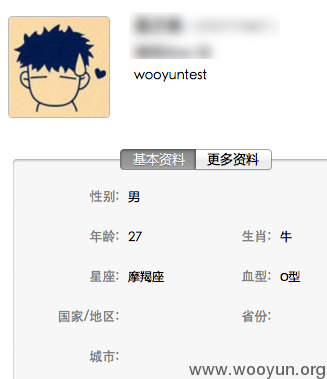 wooyuntest
基本资料 更多资料
性别: 男
年龄: 27 生肖: 牛
星座: 摩羯座 血型: O型
国家/地区: 省份:
城市:
www.wooyun.org